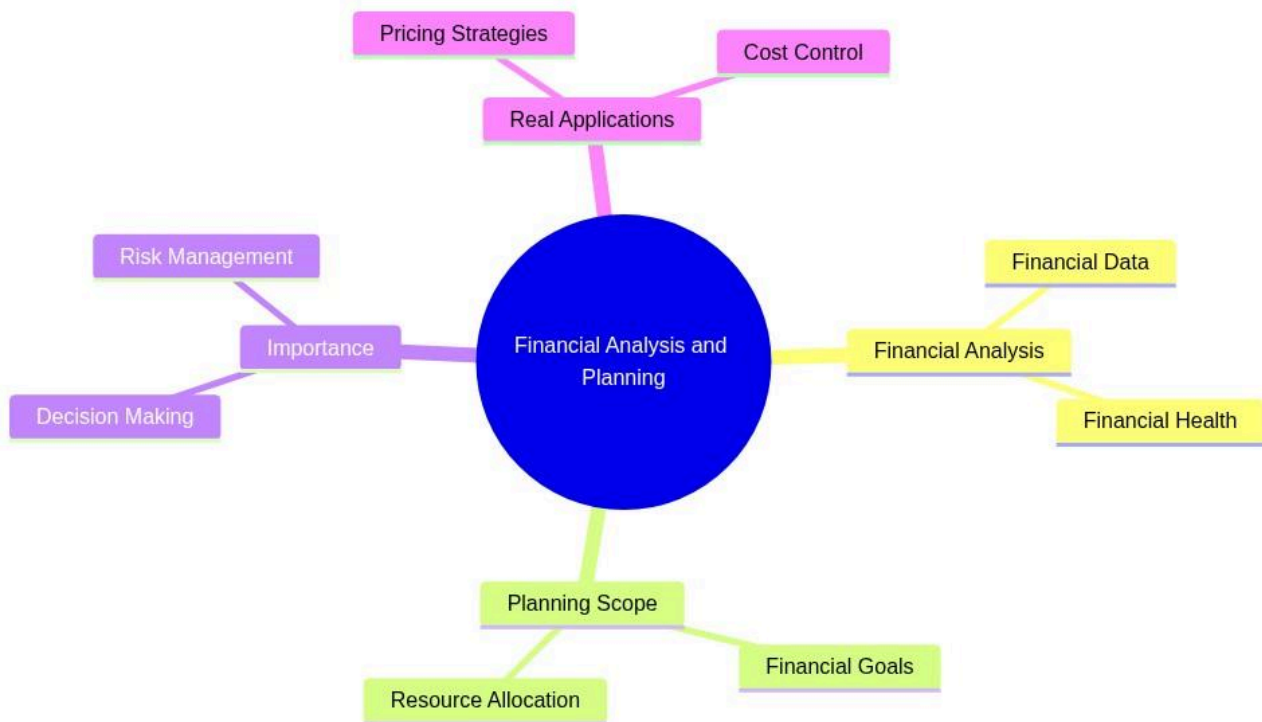 Pricing Strategies
Cost Control
Real Applications
Risk Management
Financial Data
Importance
Financial Analysis and
Planning
Financial Analysis
Decision Making
Financial Health
Planning Scope
Financial Goals
Resource Allocation